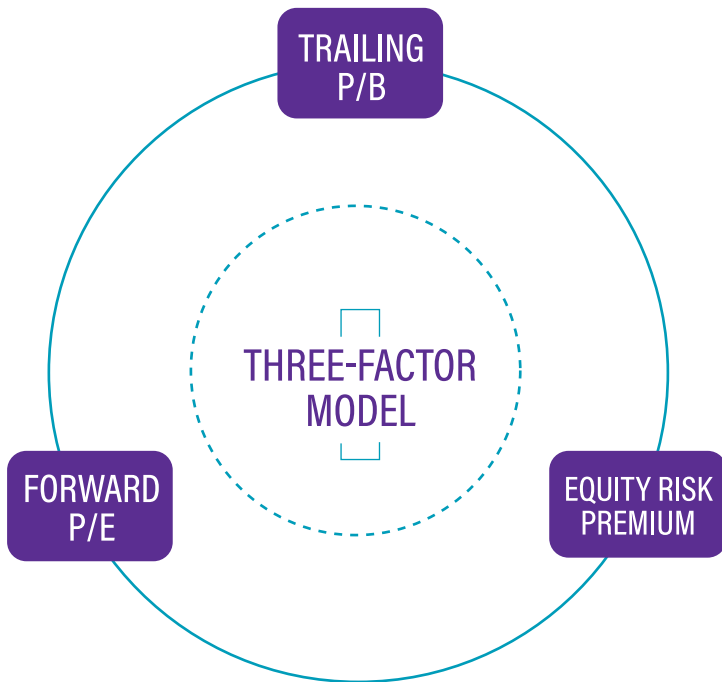 TRAILING
P/B
THREE-FACTOR
MODEL
FORWARD
P/E
EQUITY RISK
PREMIUM